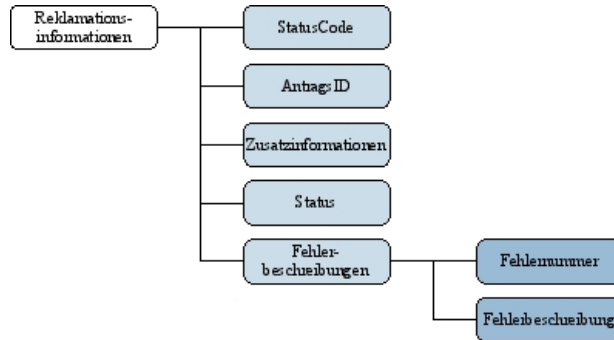 Reklamations-
informationen
StatusCode
AntragsID
Zusatzinformationen
Status
Fehler-
beschreibungen
Fehlernummer
Fehlerbeschreibung